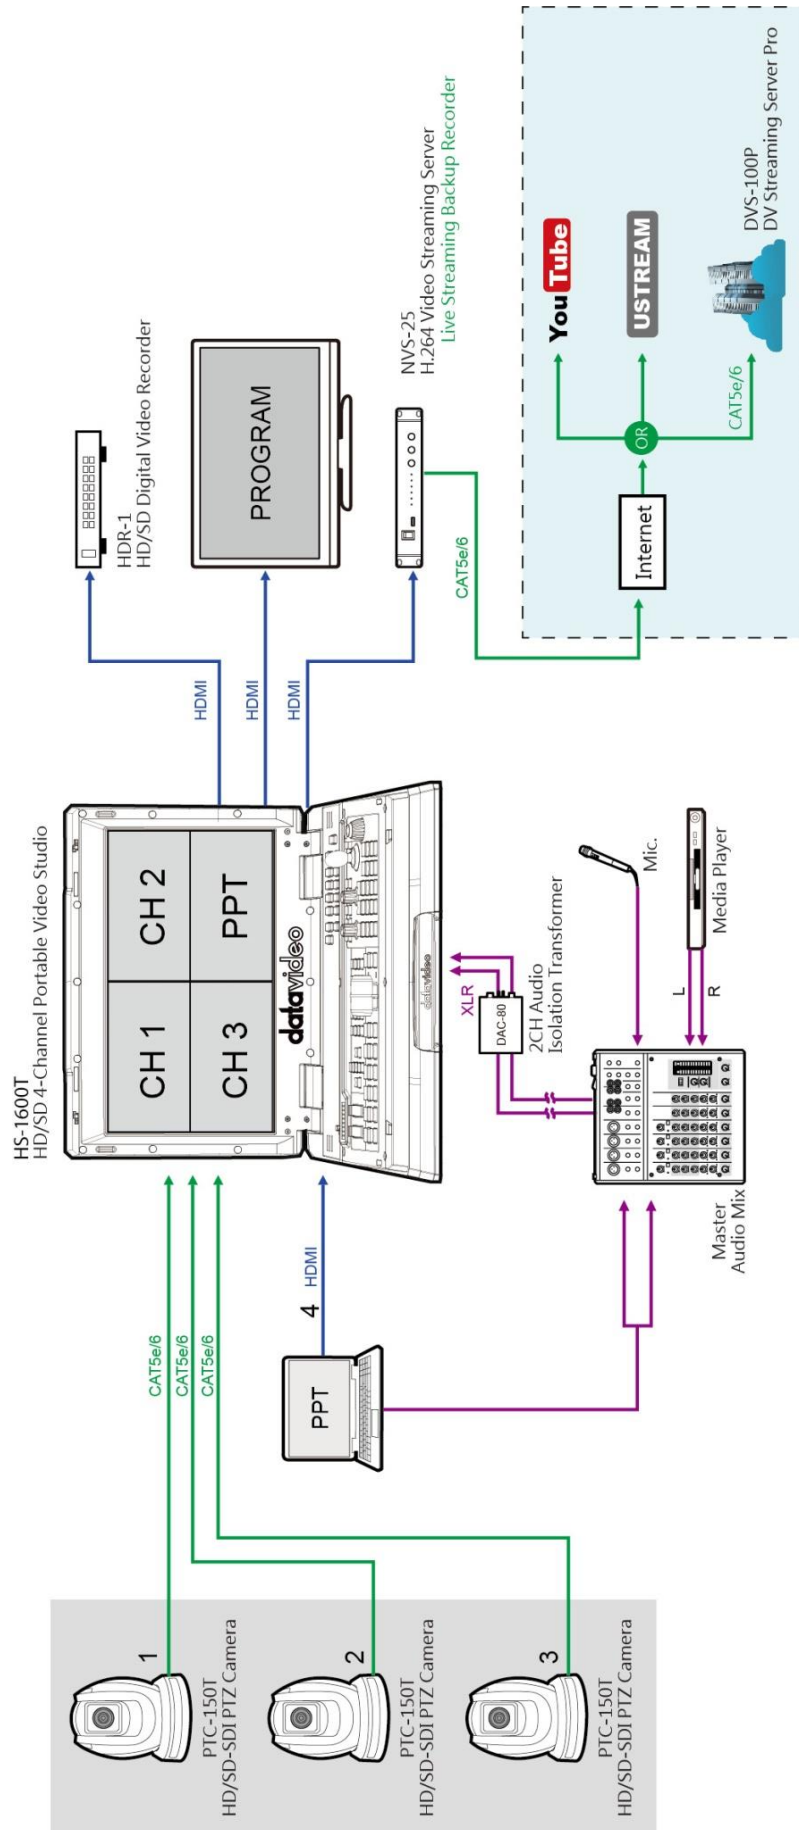 HS-1600T
HD/SD 4-Channel Portable Video Studio
1
PTC-150T
HD/SD-SDI PTZ Camera
2
PTC-150T
HD/SD-SDI PTZ Camera
3
PTC-150T
HD/SD-SDI PTZ Camera
CAT5e/6
CAT5e/6
CAT5e/6
4
HDMI
PPT
CH 1
CH 2
CH 3
PPT
datavideo
datavideo
HDMI
HDMI
HDMI
HDR-1
HD/SD Digital Video Recorder
PROGRAM
NVS-25
H.264 Video Streaming Server
Live Streaming Backup Recorder
CAT5e/6
XLR
DAC-80
2CH Audio
Isolation Transformer
Mic.
L
R
Media Player
Master
Audio Mix
Internet
OR
YouTube
USTREAM
CAT5e/6
DVS-100P
DV Streaming Server Pro